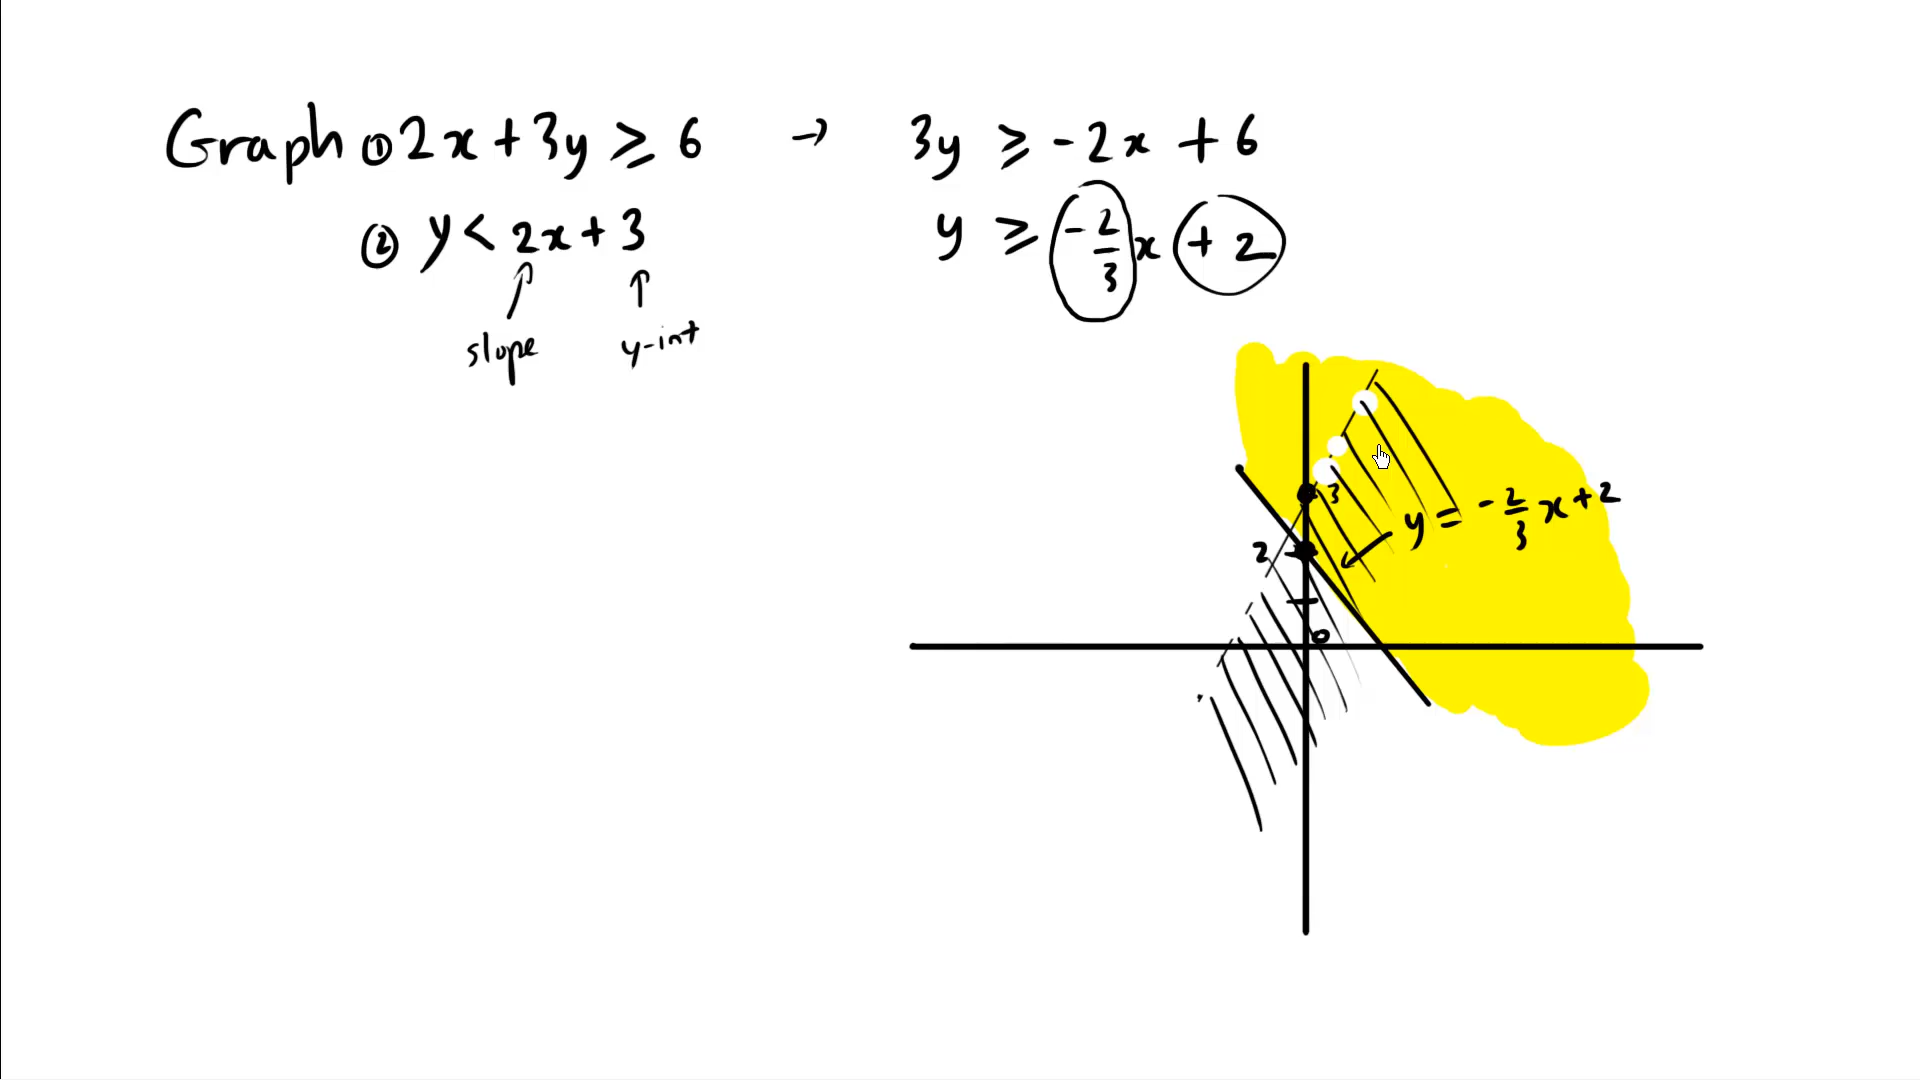 Graph ① 2x + 3y ≥ 6 → 3y ≥ -2x + 6
② y < 2x + 3
y ≥ -2/3 x + 2
slope
y-int
3
y = -2/3 x + 2
2
0